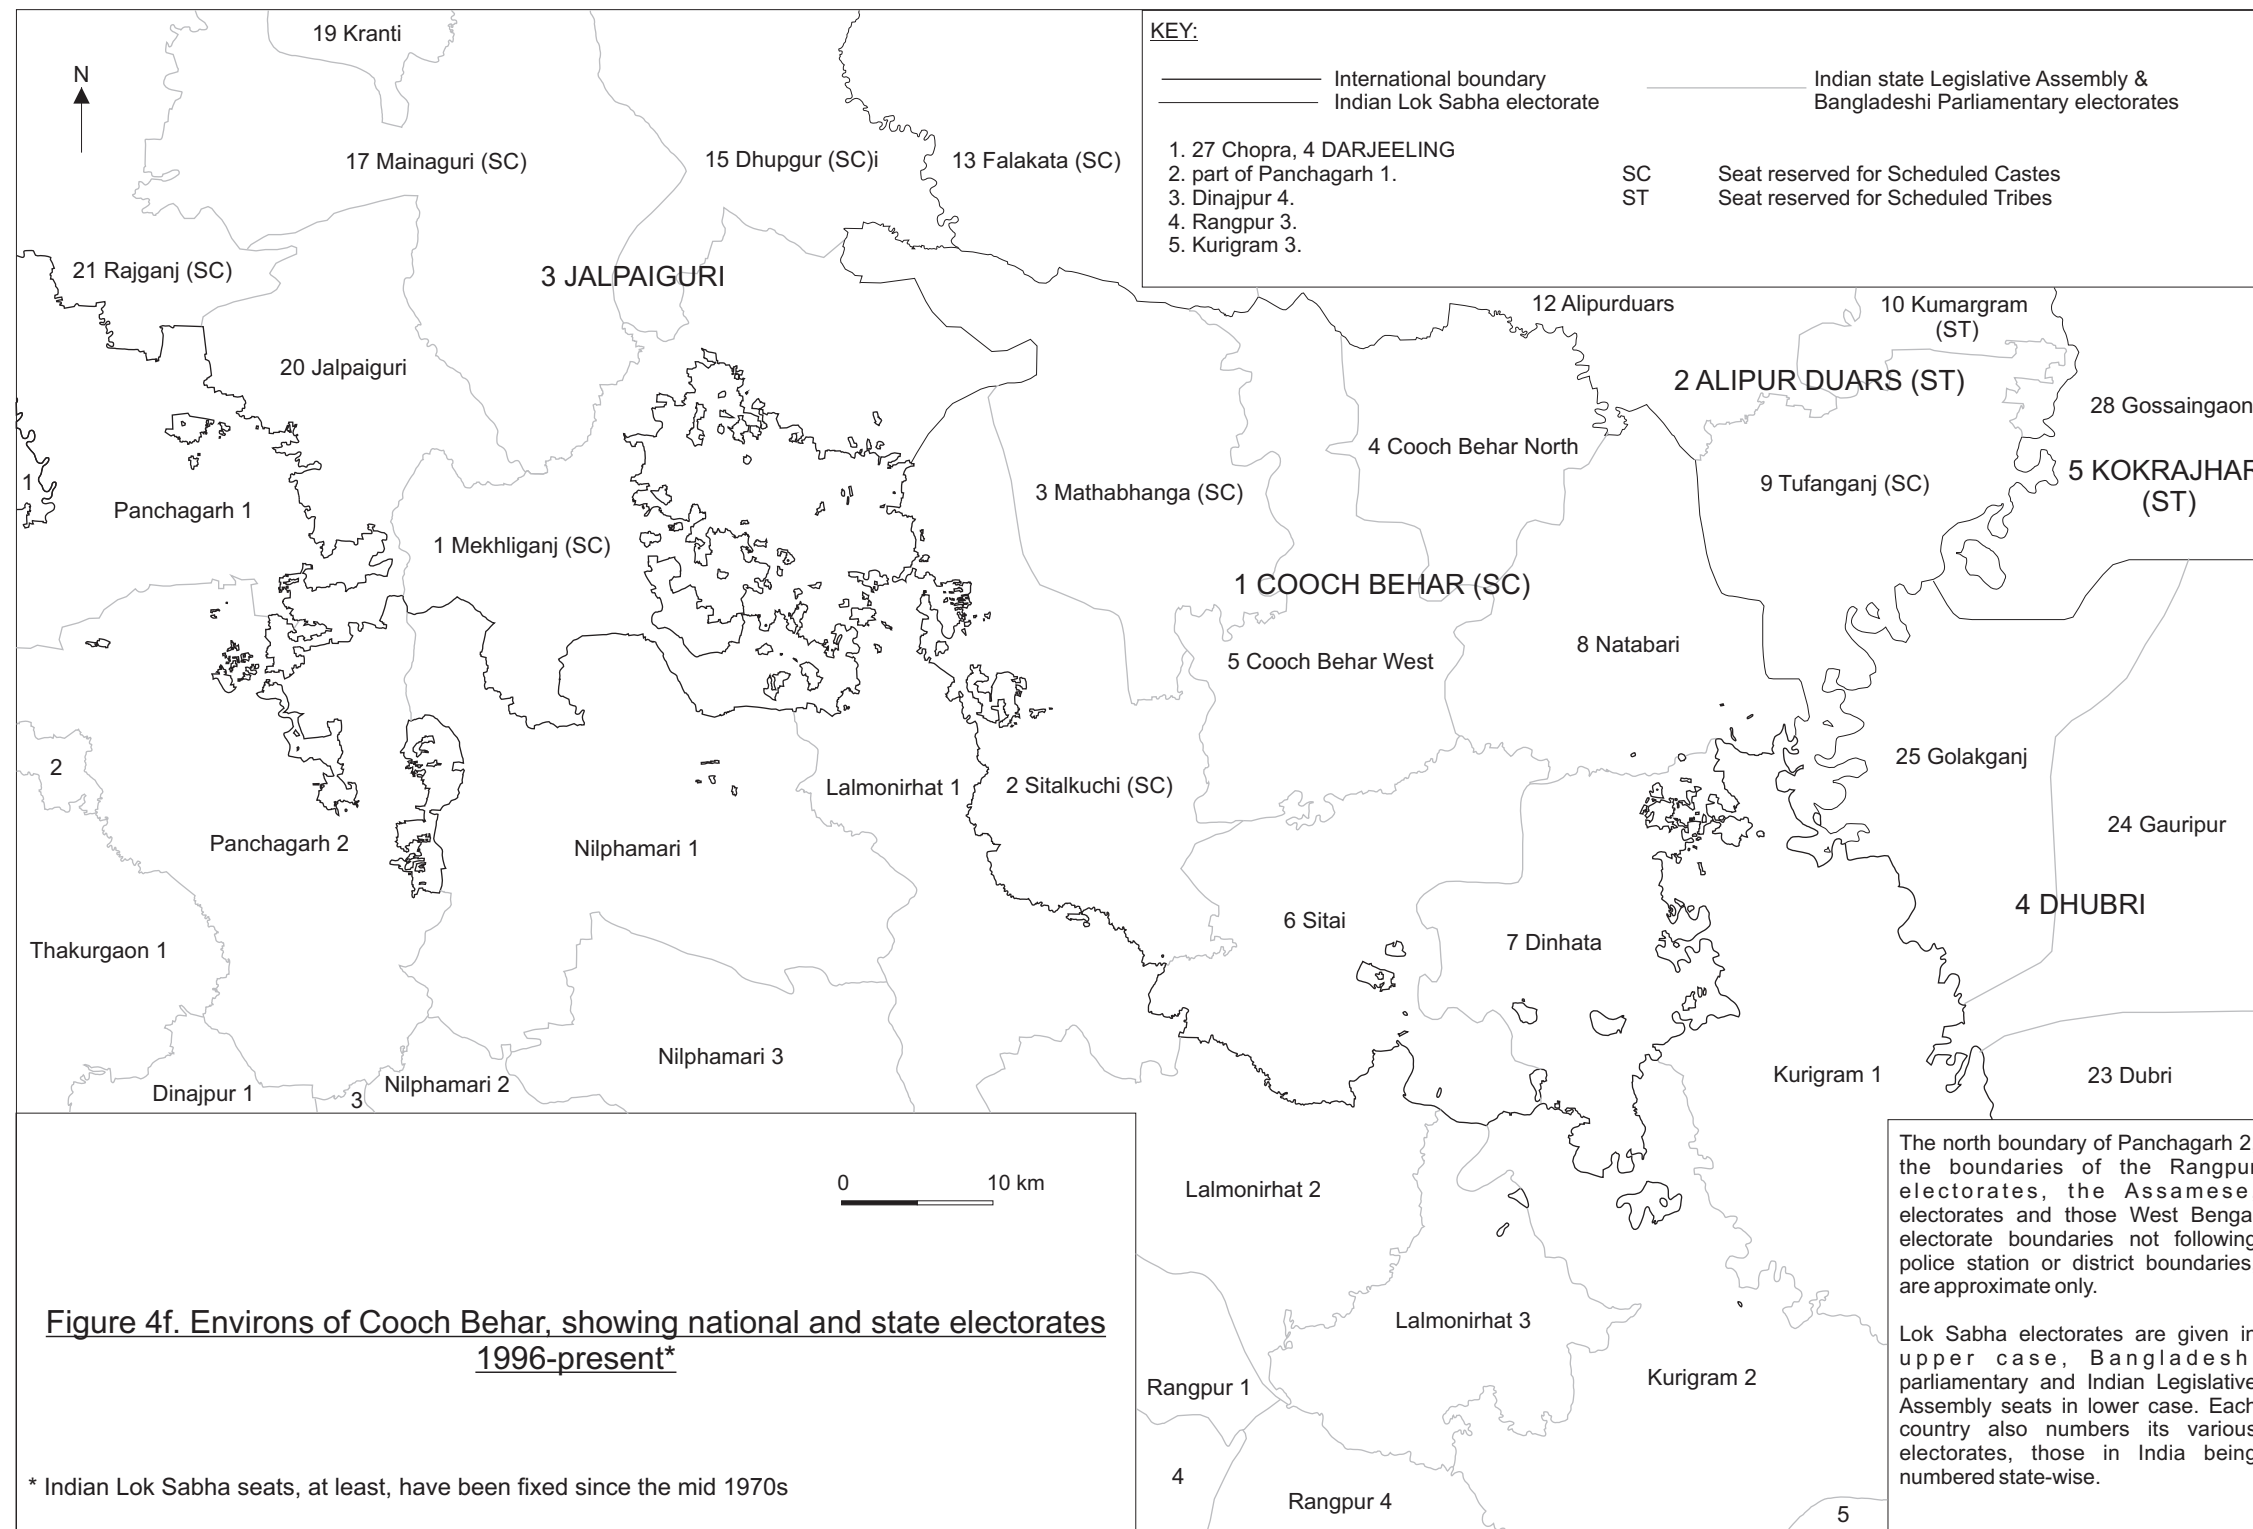 19 Kranti
N
17 Mainaguri (SC)
15 Dhupgur (SC)i
13 Falakata (SC)
KEY:
International boundary
Indian Lok Sabha electorate
Indian state Legislative Assembly &
Bangladeshi Parliamentary electorates
1. 27 Chopra, 4 DARJEELING
2. part of Panchagarh 1.
3. Dinajpur 4.
4. Rangpur 3.
5. Kurigram 3.
SC Seat reserved for Scheduled Castes
ST Seat reserved for Scheduled Tribes
21 Rajganj (SC)
3 JALPAIGURI
12 Alipurduars
10 Kumargram
(ST)
20 Jalpaiguri
2 ALIPUR DUARS (ST)
28 Gossaingaon
4 Cooch Behar North
1
Panchagarh 1
3 Mathabhanga (SC)
9 Tufanganj (SC)
5 KOKRAJHAR
(ST)
1 Mekhliganj (SC)
1 COOCH BEHAR (SC)
8 Natabari
5 Cooch Behar West
2
Lalmonirhat 1
2 Sitalkuchi (SC)
25 Golakganj
24 Gauripur
Panchagarh 2
Nilphamari 1
4 DHUBRI
6 Sitai
7 Dinhata
Thakurgaon 1
Nilphamari 3
Kurigram 1
23 Dubri
Dinajpur 1
3
Nilphamari 2
0 10 km
Lalmonirhat 2
Lalmonirhat 3
Rangpur 1
Kurigram 2
4
Rangpur 4
5
Figure 4f. Environs of Cooch Behar, showing national and state electorates
1996-present*
* Indian Lok Sabha seats, at least, have been fixed since the mid 1970s
The north boundary of Panchagarh 2,
the boundaries of the Rangpur
electorates, the Assamese
electorates and those West Benga
electorate boundaries not following
police station or district boundaries
are approximate only.
Lok Sabha electorates are given in
upper case, Bangladesh
parliamentary and Indian Legislative
Assembly seats in lower case. Each
country also numbers its various
electorates, those in India being
numbered state-wise.